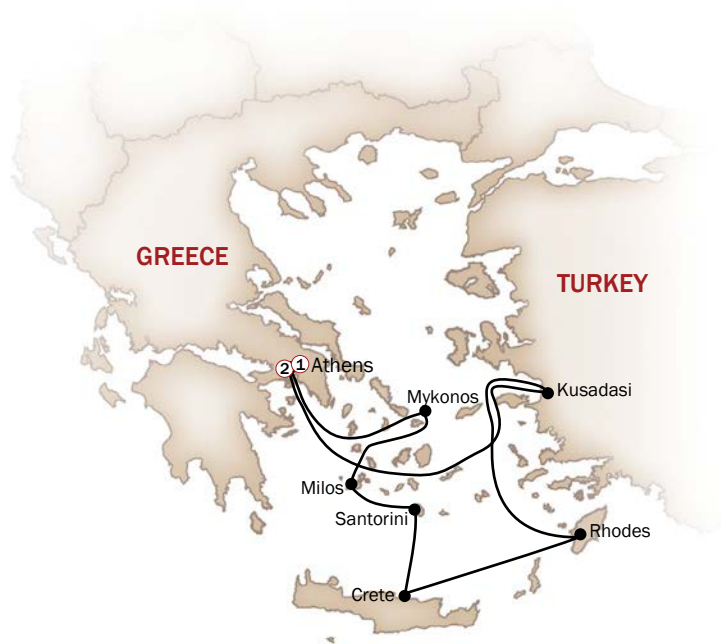 GREECE
TURKEY
2 1 Athens
Mykonos
Kusadasi
Milos
Santorini
Rhodes
Crete